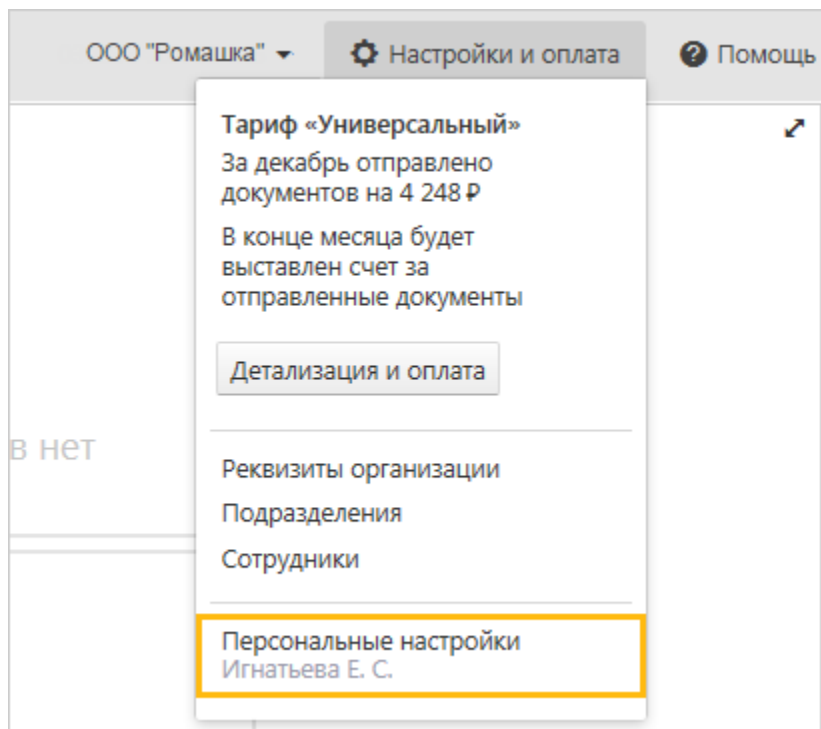 ООО "Ромашка"
Настройки и оплата
Помощь
Тариф «Универсальный»
За декабрь отправлено
документов на 4 248 ₽
В конце месяца будет
выставлен счет за
отправленные документы
Детализация и оплата
в нет
Реквизиты организации
Подразделения
Сотрудники
Персональные настройки
Игнатьева Е. С.